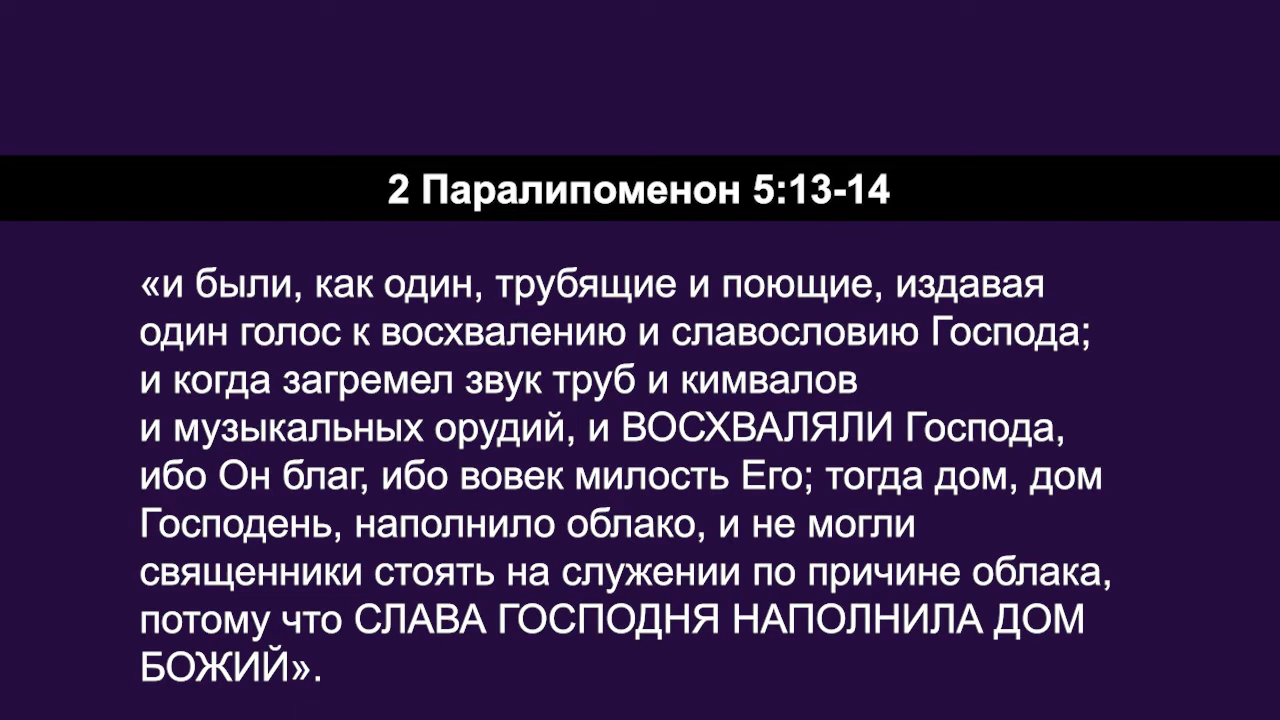 2 Паралипоменон 5:13-14
«и были, как один, трубящие и поющие, издавая
один голос к восхвалению и славословию Господа;
и когда загремел звук труб и кимвалов
и музыкальных орудий, и ВОСХВАЛЯЛИ Господа,
ибо Он благ, ибо вовек милость Его; тогда дом, дом
Господень, наполнило облако, и не могли
священники стоять на служении по причине облака,
потому что СЛАВА ГОСПОДНЯ НАПОЛНИЛА ДОМ
БОЖИЙ».